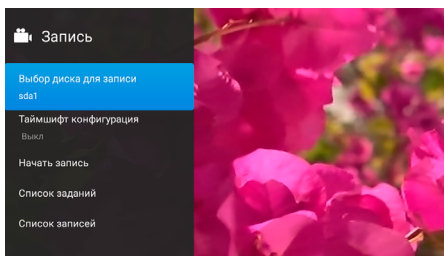 Запись
Выбор диска для записи
sda1
Таймшифт конфигурация
Выкл
Начать запись
Список заданий
Список записей